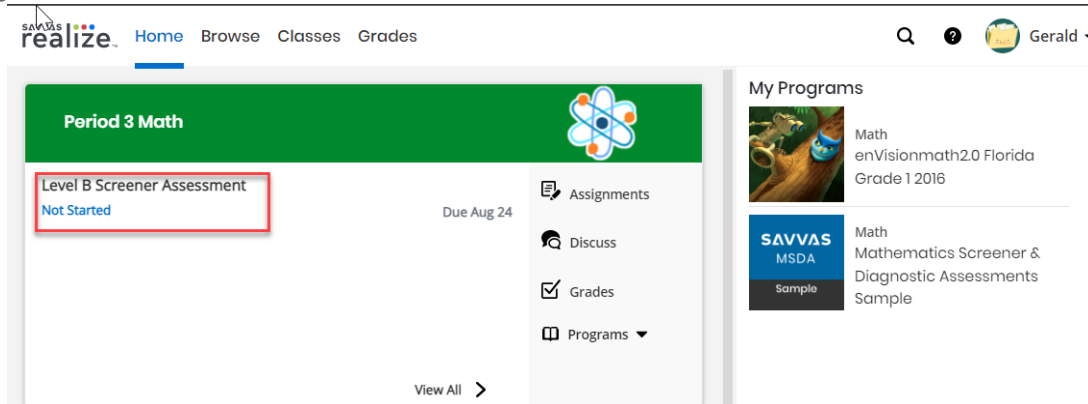 savvas
realize™ Home Browse Classes Grades Gerald
Period 3 Math
Level B Screener Assessment
Not Started
Due Aug 24
Assignments
Discuss
Grades
Programs
View All
My Programs
Math
enVisionmath2.0 Florida
Grade 1 2016
SAVVAS
MSDA
Sample
Math
Mathematics Screener &
Diagnostic Assessments
Sample